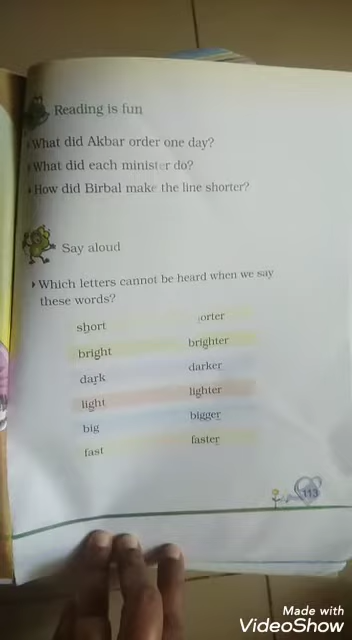 Reading is fun
What did Akbar order one day?
What did each minister do?
How did Birbal make the line shorter?
Say aloud
Which letters cannot be heard when we say
these words?
short orter
bright brighter
dark darker
light lighter
big bigger
fast faster
113
Made with
VideoShow